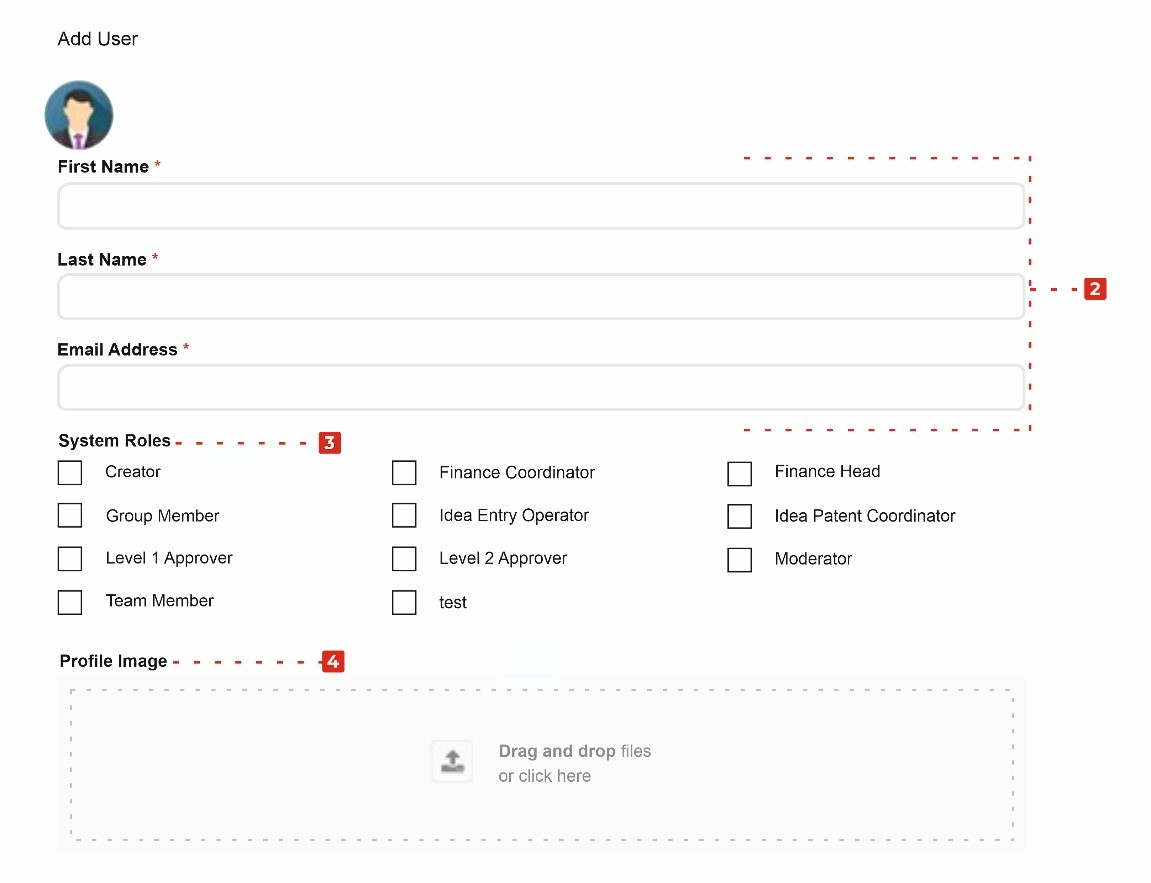 Add User
First Name *
Last Name *
2
Email Address *
System Roles 3
Creator Finance Coordinator Finance Head
Group Member Idea Entry Operator Idea Patent Coordinator
Level 1 Approver Level 2 Approver Moderator
Team Member test
Profile Image 4
Drag and drop files
or click here